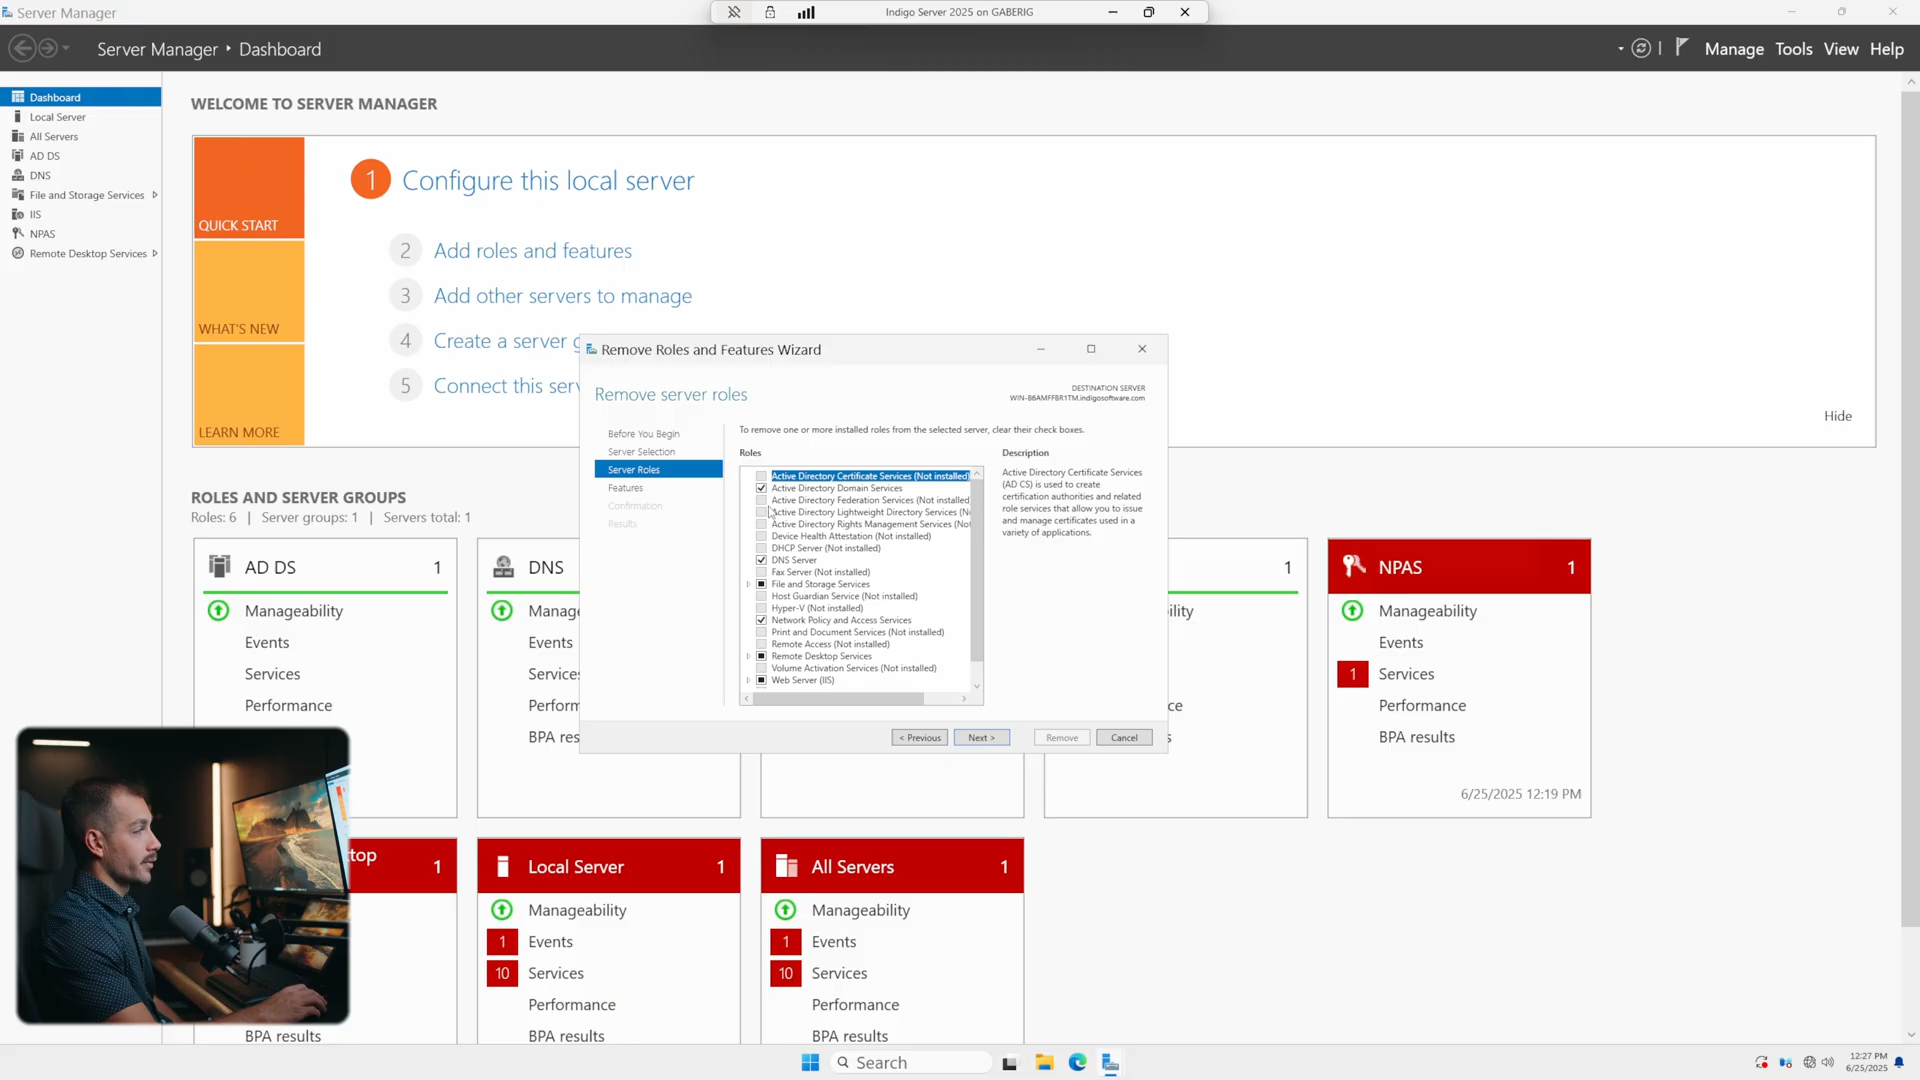 Server Manager
Indigo Server 2025 on GABERIG
Server Manager ‣ Dashboard
Manage Tools View Help
Dashboard
Local Server
All Servers
AD DS
DNS
File and Storage Services
IIS
NPAS
Remote Desktop Services
WELCOME TO SERVER MANAGER
QUICK START
WHAT'S NEW
LEARN MORE
1 Configure this local server
2 Add roles and features
3 Add other servers to manage
4 Create a server
5 Connect this
Hide
ROLES AND SERVER GROUPS
Roles: 6 | Server groups: 1 | Servers total: 1
Remove Roles and Features Wizard
Remove server roles
DESTINATION SERVER
WIN-86AMFFBR1TM.indigosoftware.com
Before You Begin
Server Selection
Server Roles
Features
Confirmation
Results
To remove one or more installed roles from the selected server, clear their check boxes.
Roles
Active Directory Certificate Services (Not installed)
Active Directory Domain Services
Active Directory Federation Services (Not installed
Active Directory Lightweight Directory Services (N
Active Directory Rights Management Services (Not
Device Health Attestation (Not installed)
DHCP Server (Not installed)
DNS Server
Fax Server (Not installed)
File and Storage Services
Host Guardian Service (Not installed)
Hyper-V (Not installed)
Network Policy and Access Services
Print and Document Services (Not installed)
Remote Access (Not installed)
Remote Desktop Services
Volume Activation Services (Not installed)
Web Server (IIS)
Description
Active Directory Certificate Services
(AD CS) is used to create
certification authorities and related
role services that allow you to issue
and manage certificates used in a
variety of applications.
< Previous
Next >
Remove
Cancel
AD DS 1
Manageability
Events
Services
Performance
DNS
Events
1
NPAS 1
Manageability
Events
1 Services
Performance
BPA results
6/25/2025 12:19 PM
1
BPA results
Local Server 1
Manageability
1 Events
10 Services
Performance
BPA results
All Servers 1
Manageability
1 Events
10 Services
Performance
BPA results
Search
12:27 PM
6/25/2025